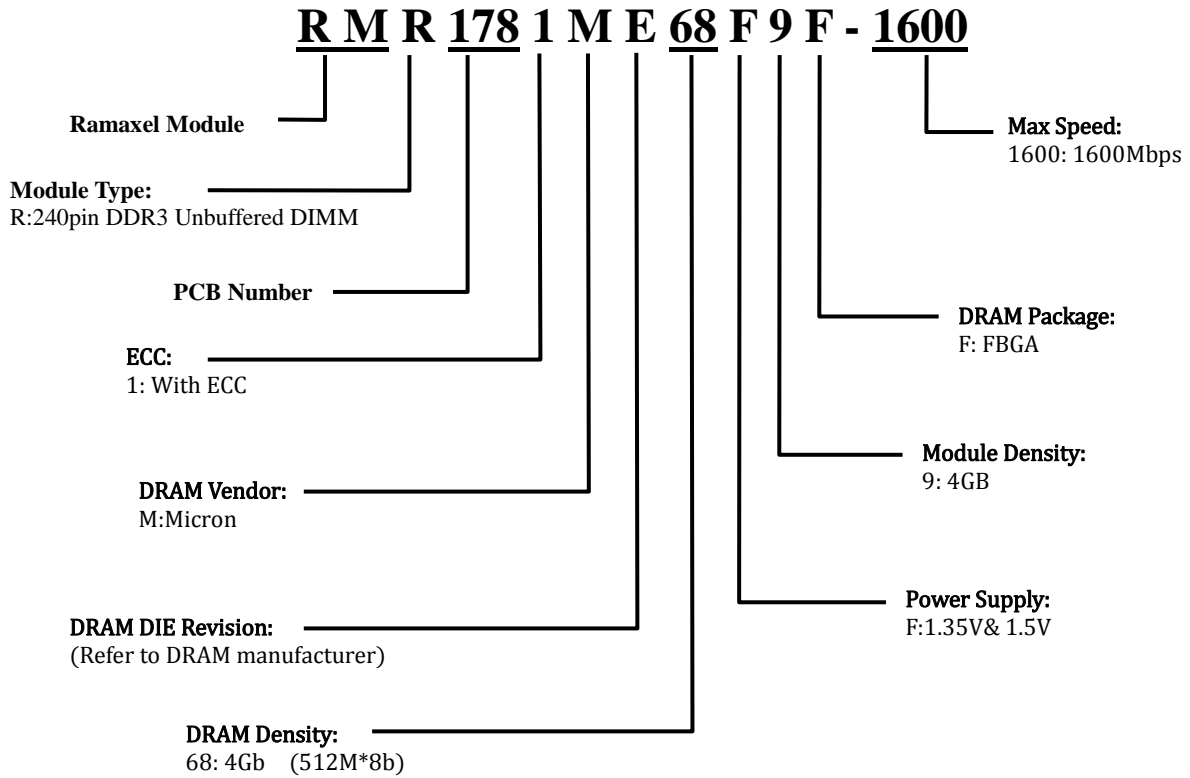 R M R 178 1 M E 68 F 9 F - 1600
Ramaxel Module
Module Type:
R:240pin DDR3 Unbuffered DIMM
PCB Number
ECC:
1: With ECC
DRAM Vendor:
M:Micron
DRAM DIE Revision:
(Refer to DRAM manufacturer)
DRAM Density:
68: 4Gb (512M*8b)
Max Speed:
1600: 1600Mbps
DRAM Package:
F: FBGA
Module Density:
9: 4GB
Power Supply:
F:1.35V& 1.5V